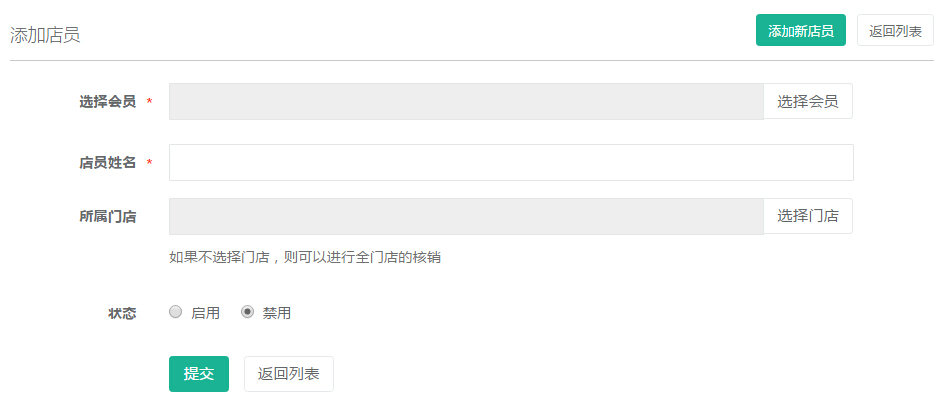 添加店员 添加新店员 返回列表
选择会员 * 选择会员
店员姓名 *
所属门店 选择门店
如果不选择门店，则可以进行全门店的核销
状态 启用 禁用
提交 返回列表